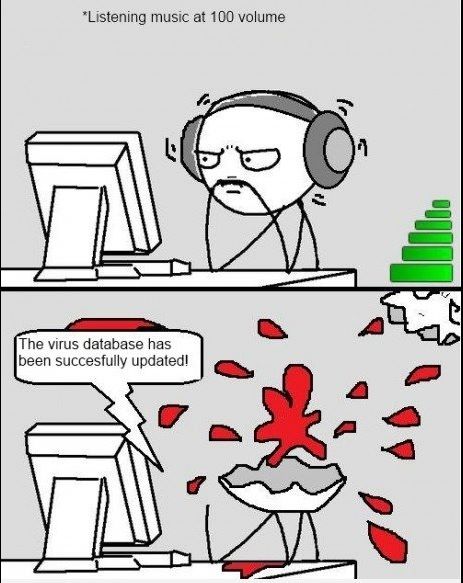 *Listening music at 100 volume
The virus database has
been succesfully updated!